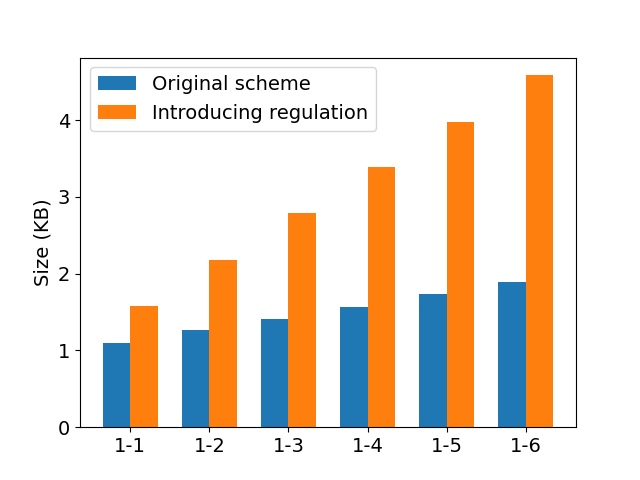 Original scheme
Introducing regulation
4
3
2
1
0
Size (KB)
1-1 1-2 1-3 1-4 1-5 1-6